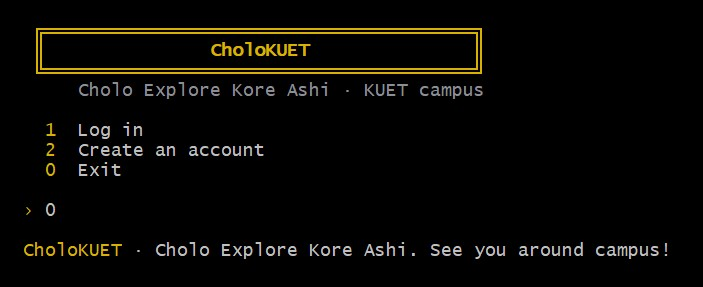 CholoKUET
Cholo Explore Kore Ashi · KUET campus
1 Log in
2 Create an account
0 Exit
› 0
CholoKUET · Cholo Explore Kore Ashi. See you around campus!